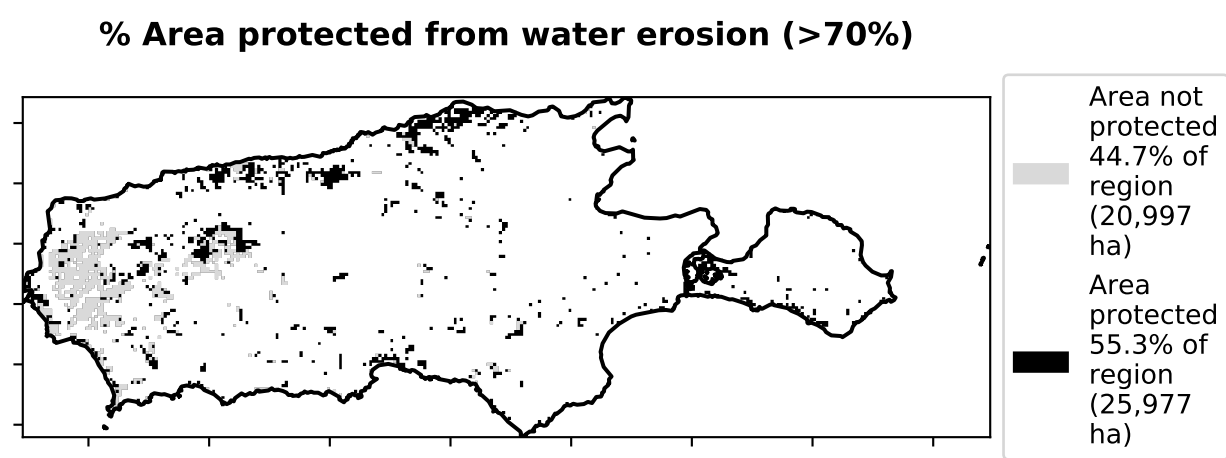 % Area protected from water erosion (>70%)
Area not
protected
44.7% of
region
(20,997
ha)
Area
protected
55.3% of
region
(25,977
ha)